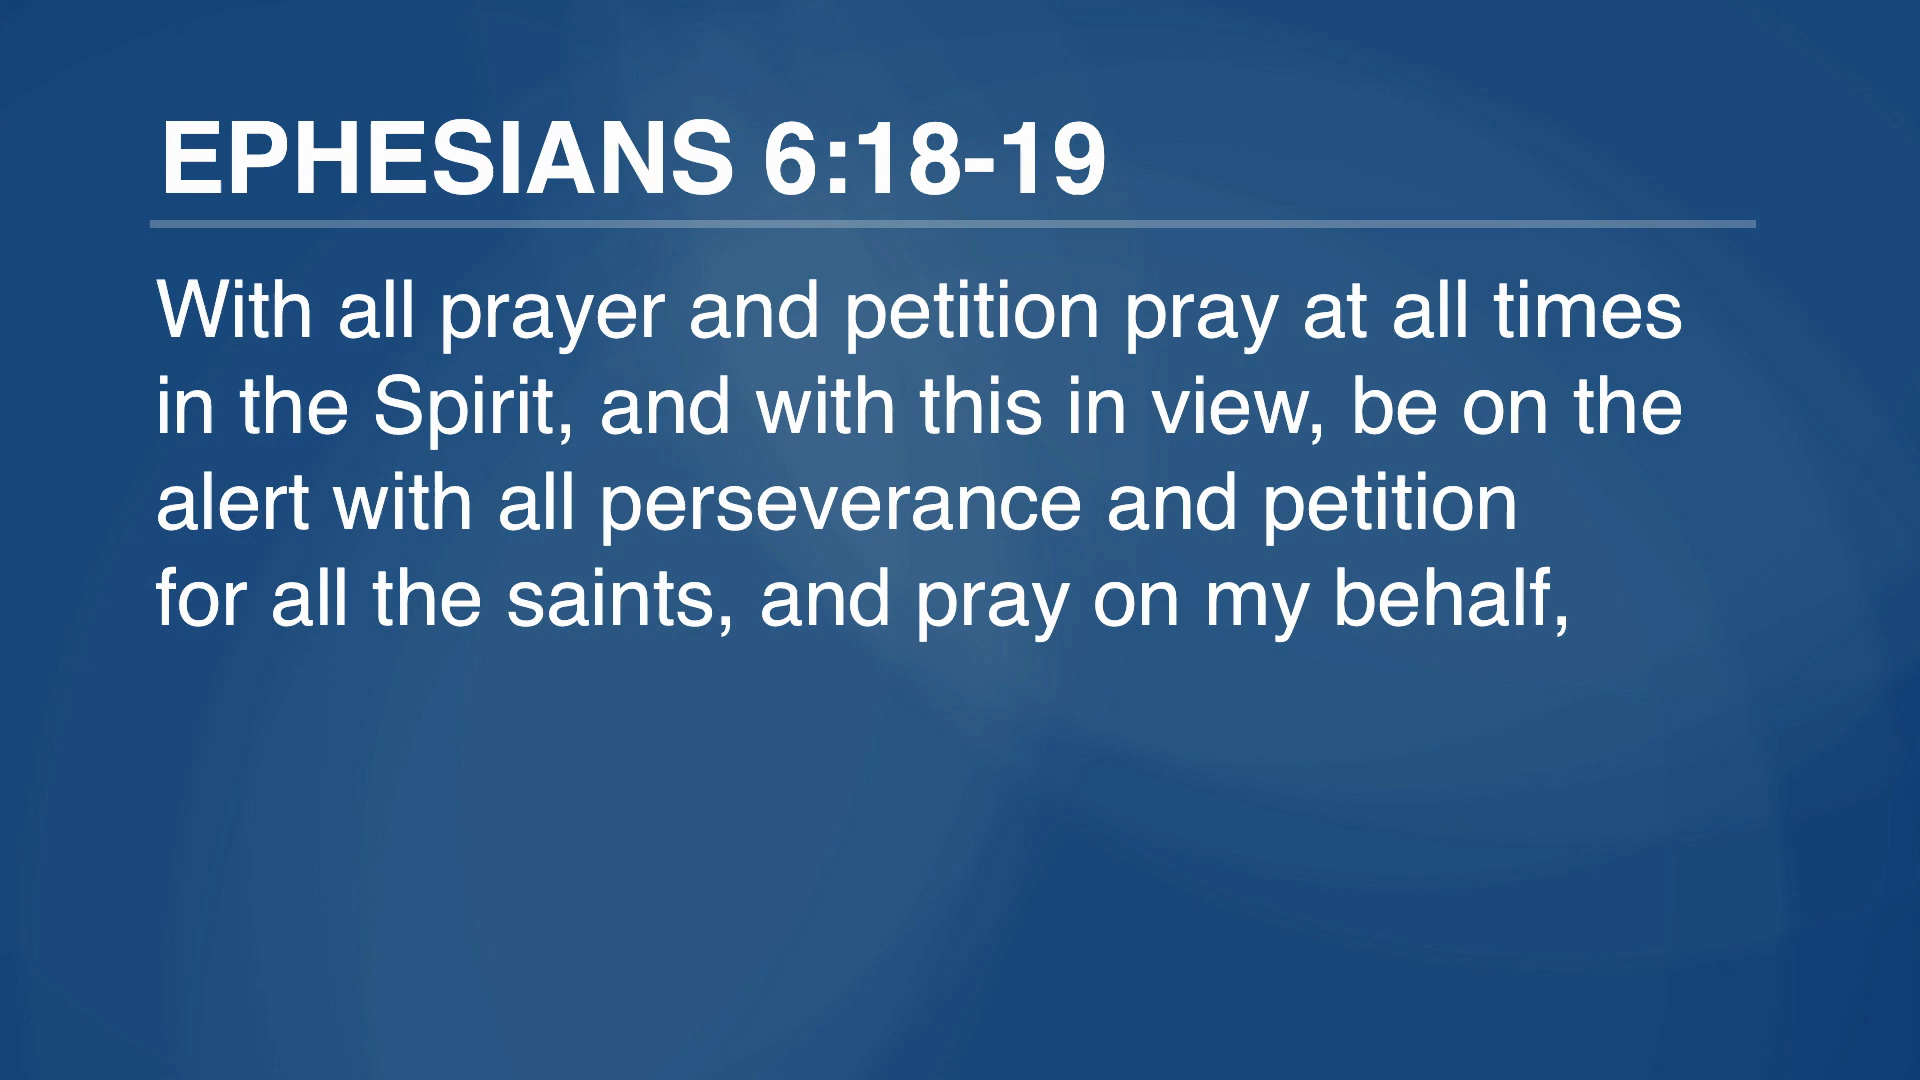 EPHESIANS 6:18-19
With all prayer and petition pray at all times
in the Spirit, and with this in view, be on the
alert with all perseverance and petition
for all the saints, and pray on my behalf,